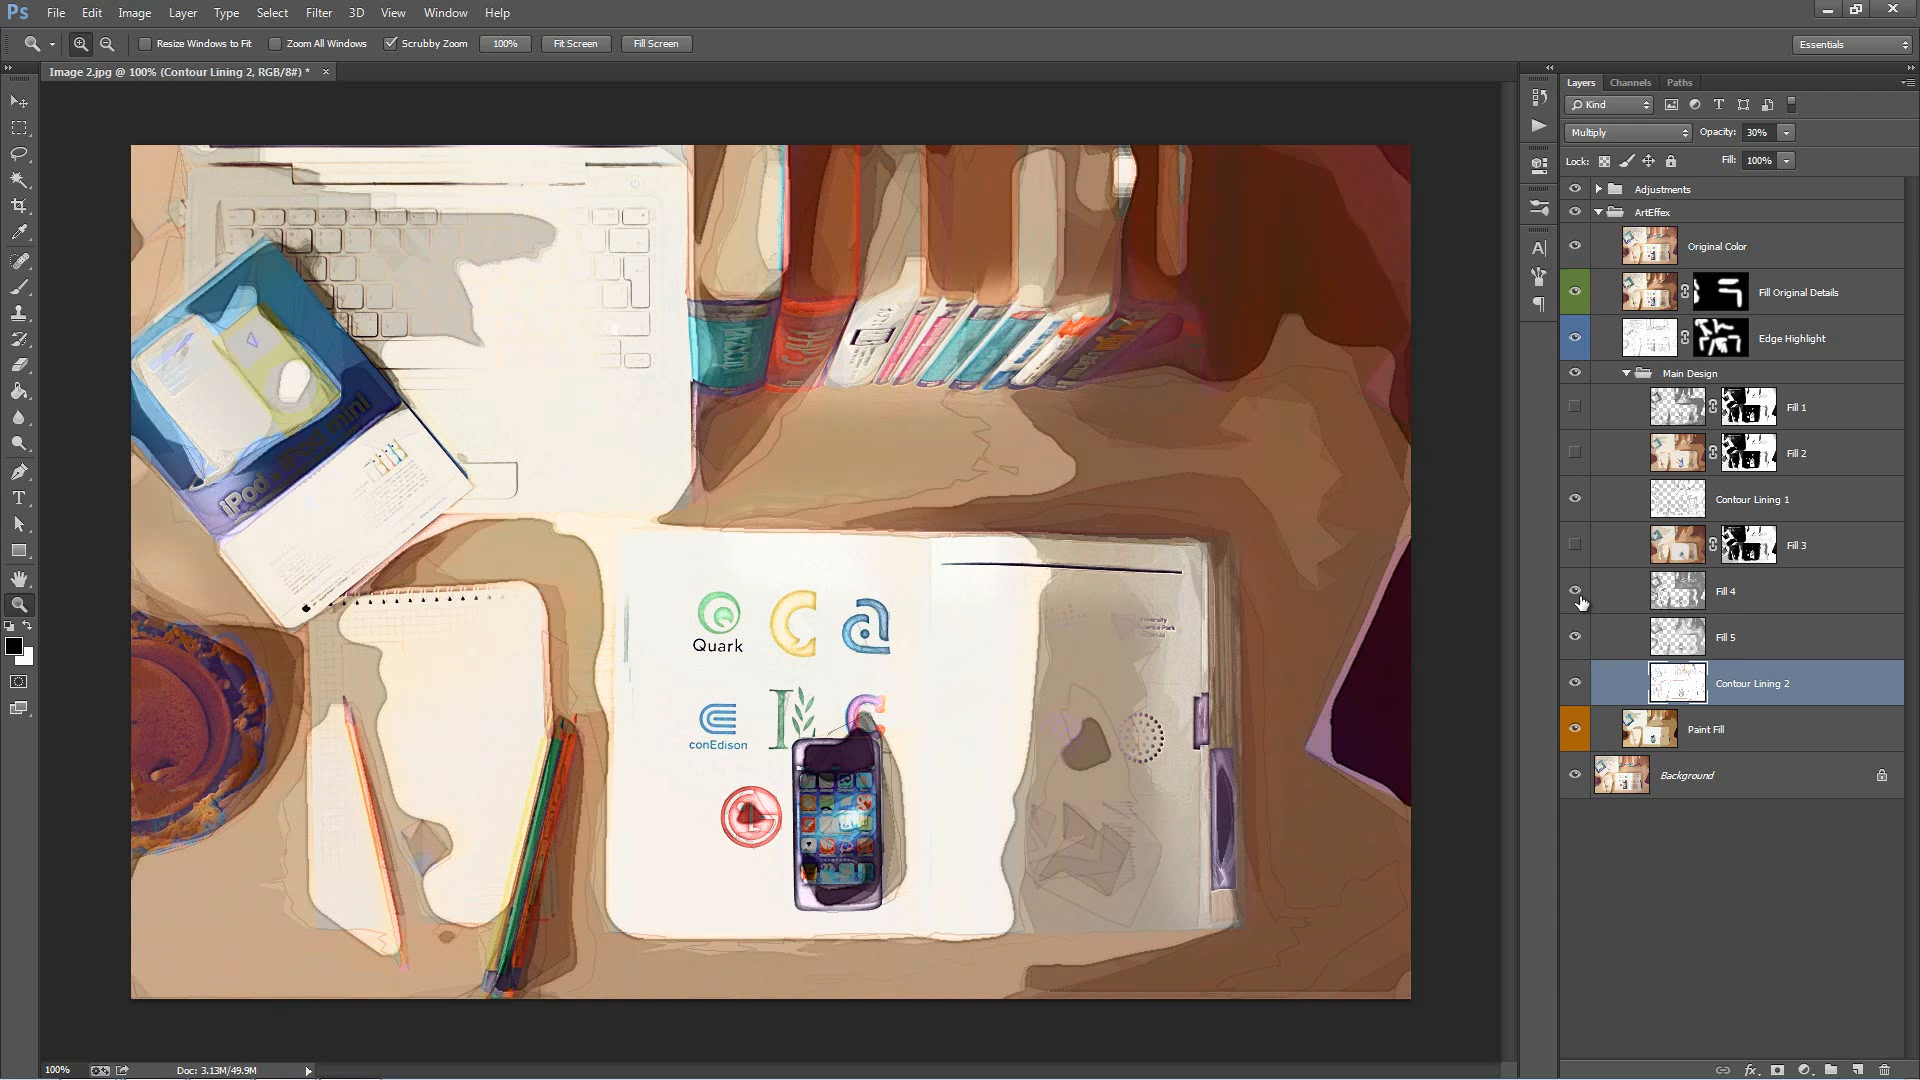 Ps File Edit Image Layer Type Select Filter 3D View Window Help
Resize Windows to Fit Zoom All Windows Scrubby Zoom 100% Fit Screen Fill Screen Essentials
Image 2.jpg @ 100% (Contour Lining 2, RGB/8#) * ×
Layers Channels Paths
Kind
Multiply Opacity: 30%
Lock: Fill: 100%
Adjustments
ArtEffex
Original Color
Fill Original Details
Edge Highlight
Main Design
Fill 1
Fill 2
Contour Lining 1
Fill 3
Fill 4
Fill 5
Contour Lining 2
Paint Fill
Background
iPod iPod mini
Quark
University
Science Park
conEdison
100% Doc: 3.13M/49.9M